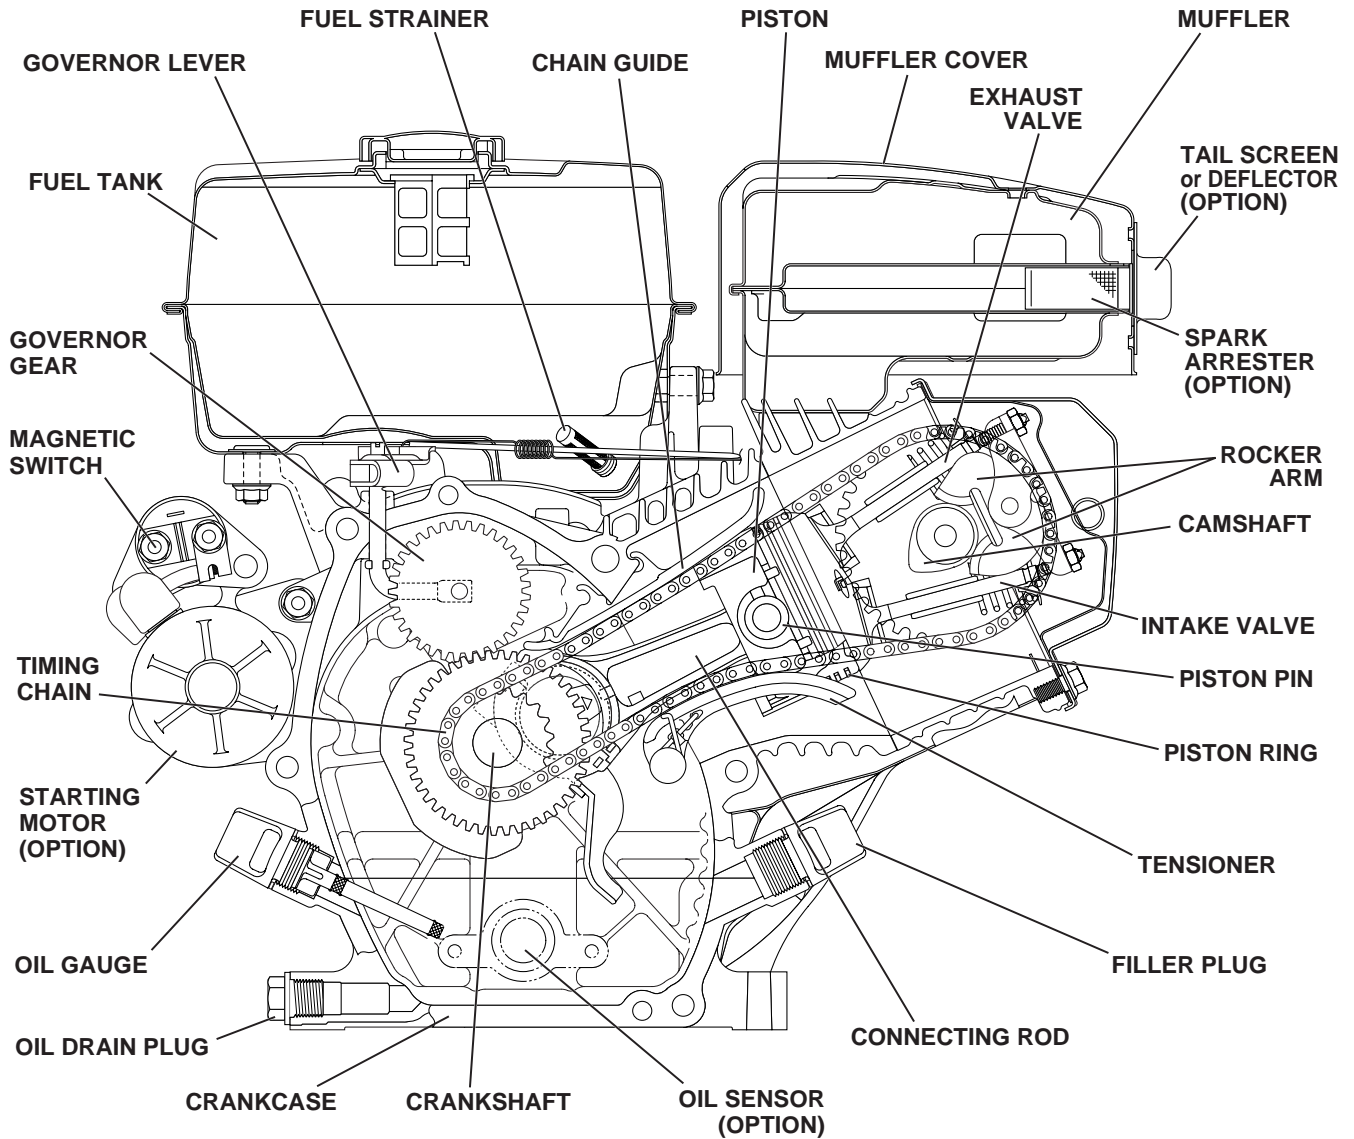 FUEL STRAINER
PISTON
MUFFLER
GOVERNOR LEVER
CHAIN GUIDE
MUFFLER COVER
EXHAUST
VALVE
TAIL SCREEN
or DEFLECTOR
(OPTION)
FUEL TANK
GOVERNOR
GEAR
SPARK
ARRESTER
(OPTION)
MAGNETIC
SWITCH
ROCKER
ARM
CAMSHAFT
INTAKE VALVE
TIMING
CHAIN
PISTON PIN
PISTON RING
STARTING
MOTOR
(OPTION)
TENSIONER
OIL GAUGE
FILLER PLUG
OIL DRAIN PLUG
CONNECTING ROD
CRANKCASE
CRANKSHAFT
OIL SENSOR
(OPTION)